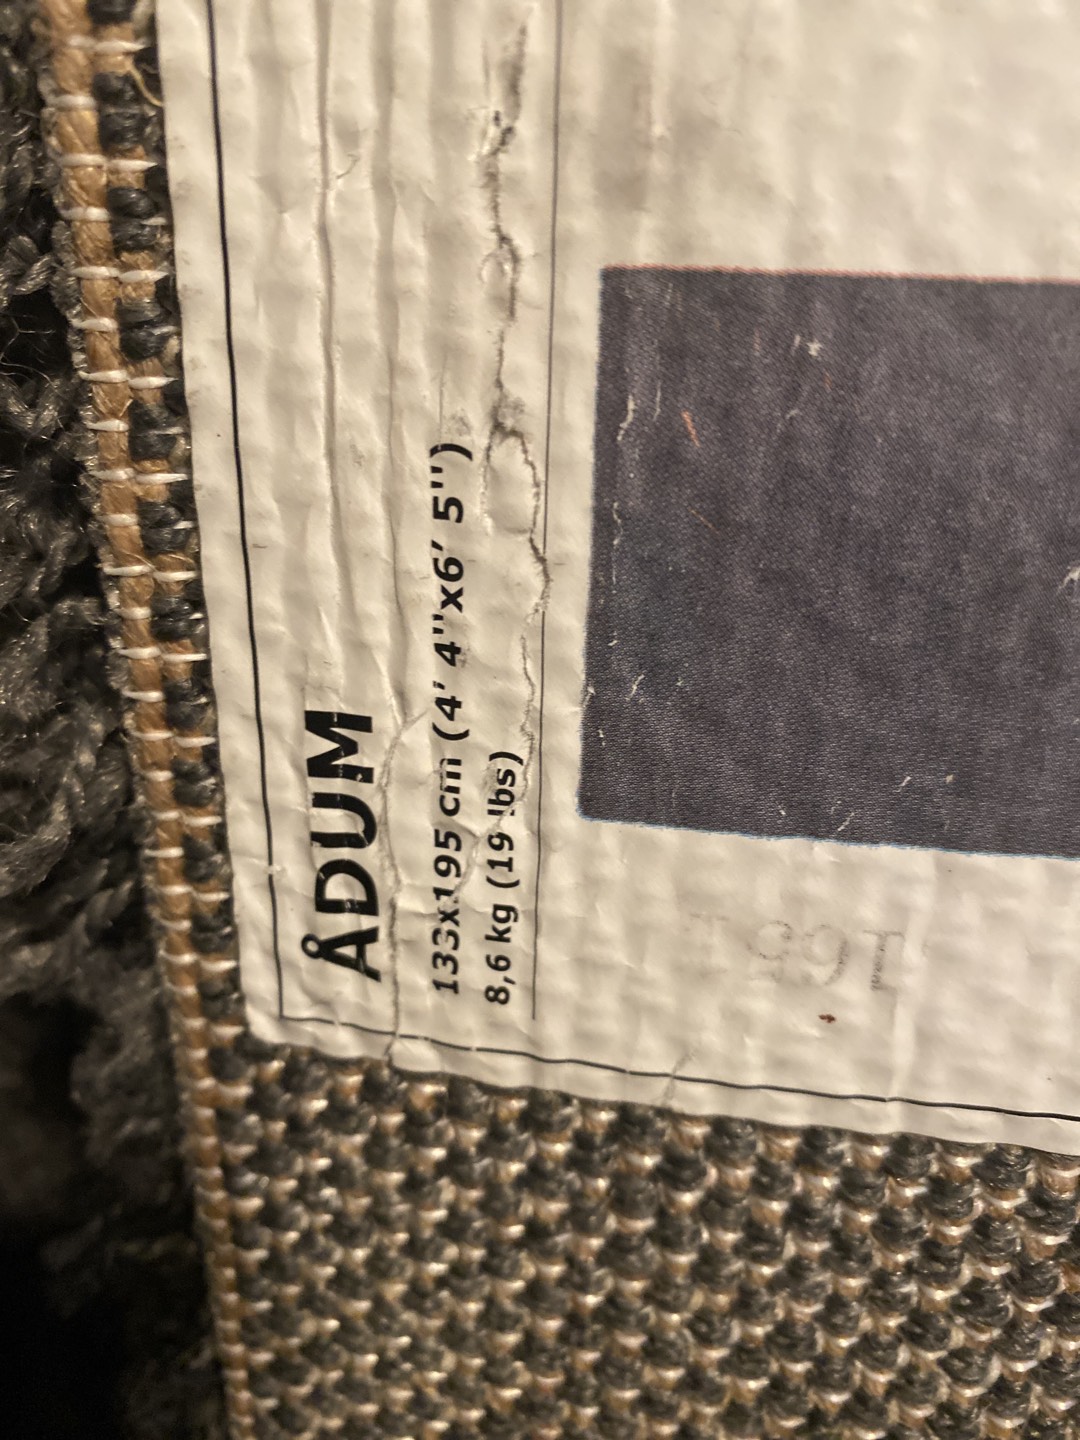 ÅDUM
133x195 cm (4' 4"x6' 5'')
8,6 kg (19 lbs)